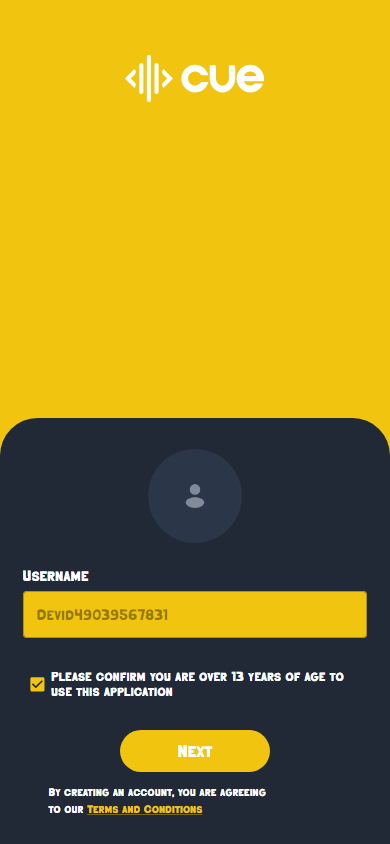 cue
Username
Devid49039567831
Please confirm you are over 13 years of age to
use this application
Next
By creating an account, you are agreeing
to our Terms and Conditions